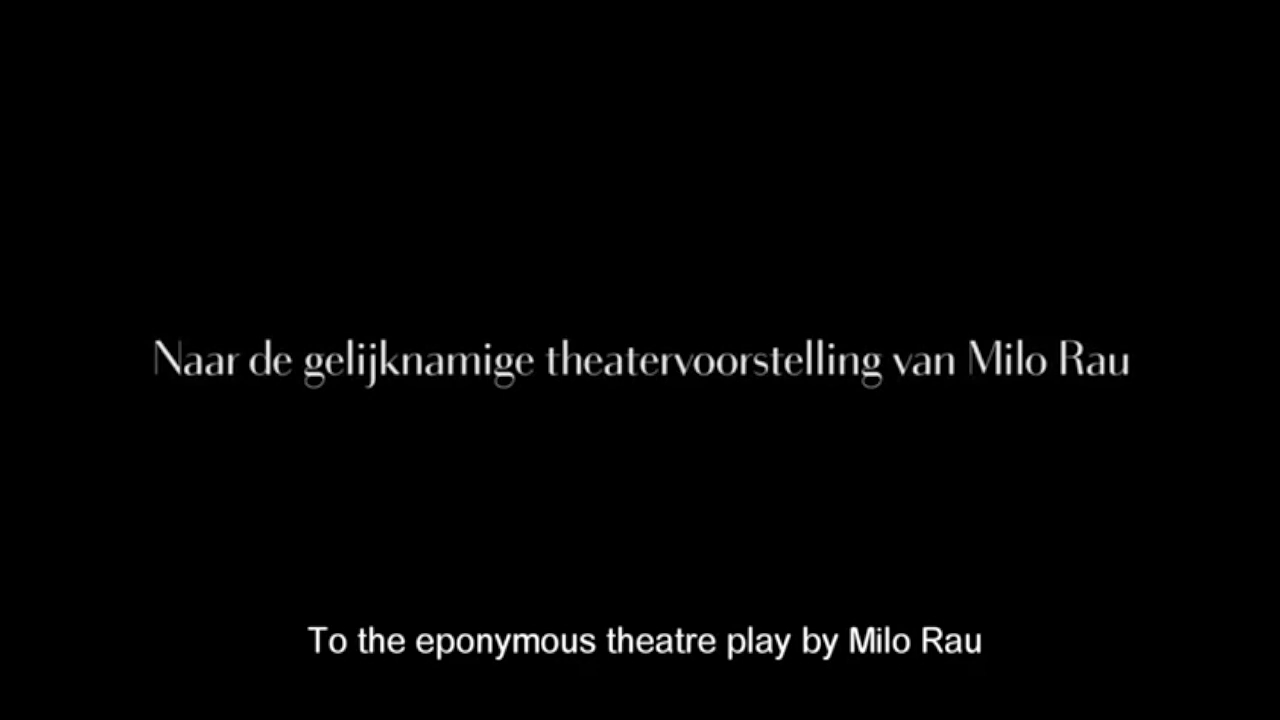 Naar de gelijknamige theatervoorstelling van Milo Rau
To the eponymous theatre play by Milo Rau